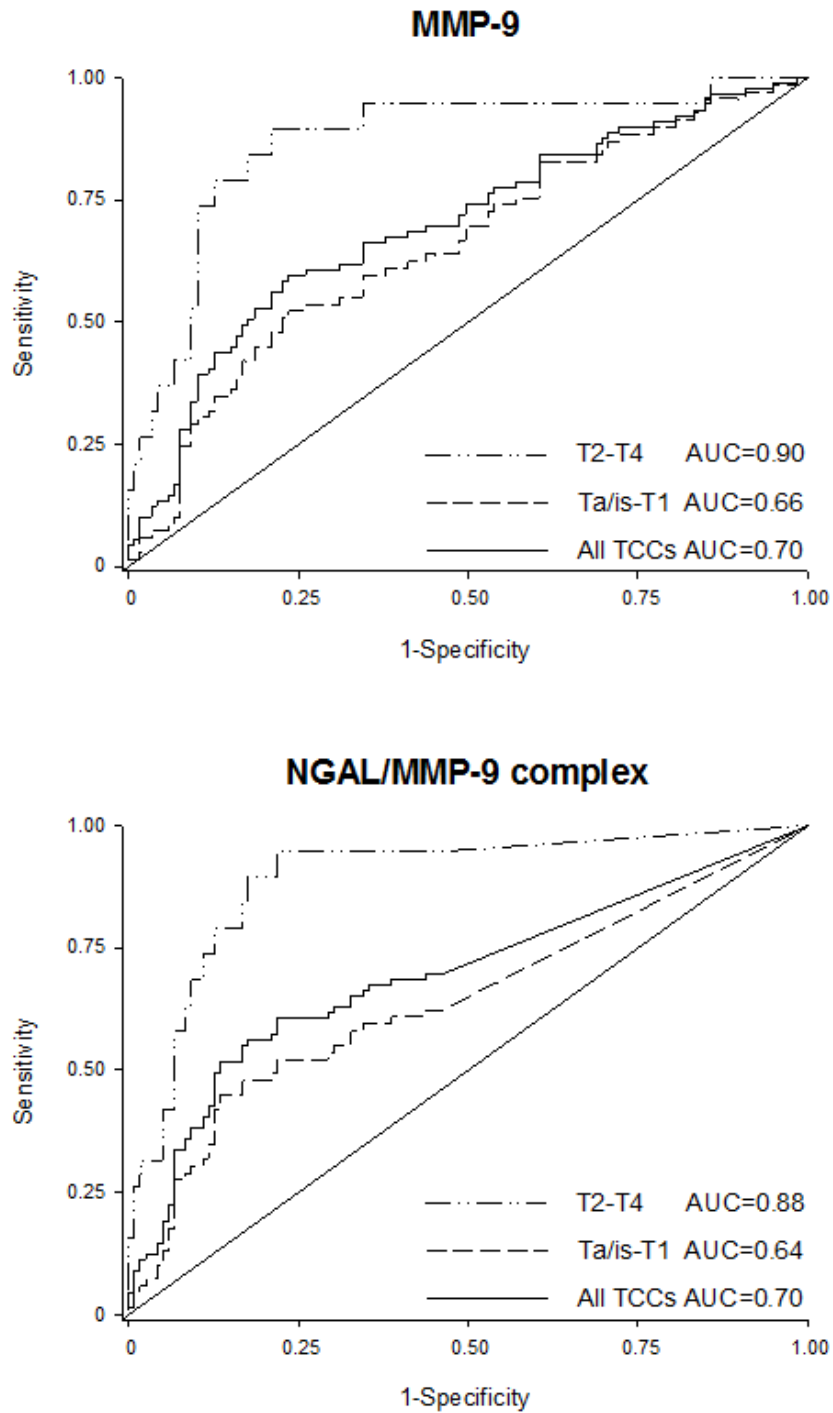 MMP-9
1.00
0.75
0.50
0.25
0
Sensitivity
T2-T4 AUC=0.90
Ta/is-T1 AUC=0.66
All TCCs AUC=0.70
0 0.25 0.50 0.75 1.00
1-Specificity
NGAL/MMP-9 complex
1.00
0.75
0.50
0.25
0
Sensitivity
T2-T4 AUC=0.88
Ta/is-T1 AUC=0.64
All TCCs AUC=0.70
0 0.25 0.50 0.75 1.00
1-Specificity